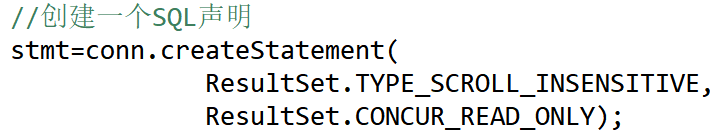 //创建一个SQL声明
stmt=conn.createStatement(
ResultSet.TYPE_SCROLL_INSENSITIVE,
ResultSet.CONCUR_READ_ONLY);